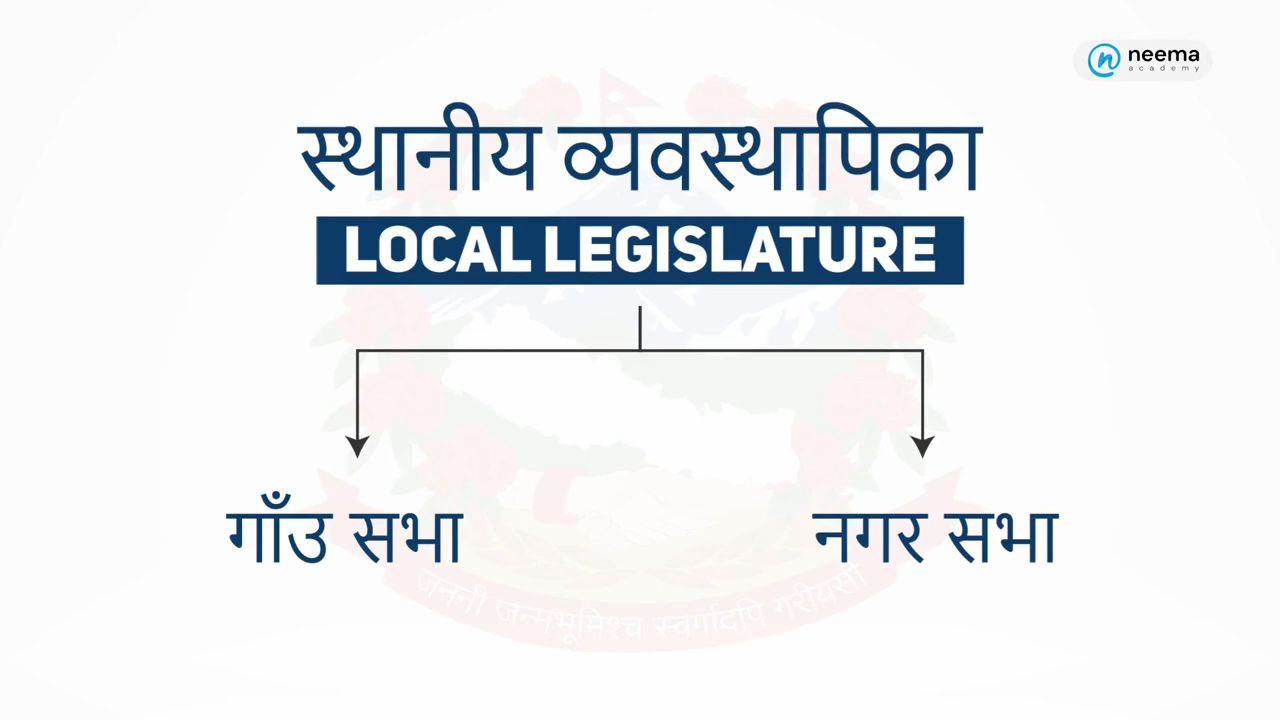 neema
academy
स्थानीय व्यवस्थापिका
LOCAL LEGISLATURE
गाँउ सभा
नगर सभा
जननी जन्मभूमिश्च स्वर्गादपि गरीयसी